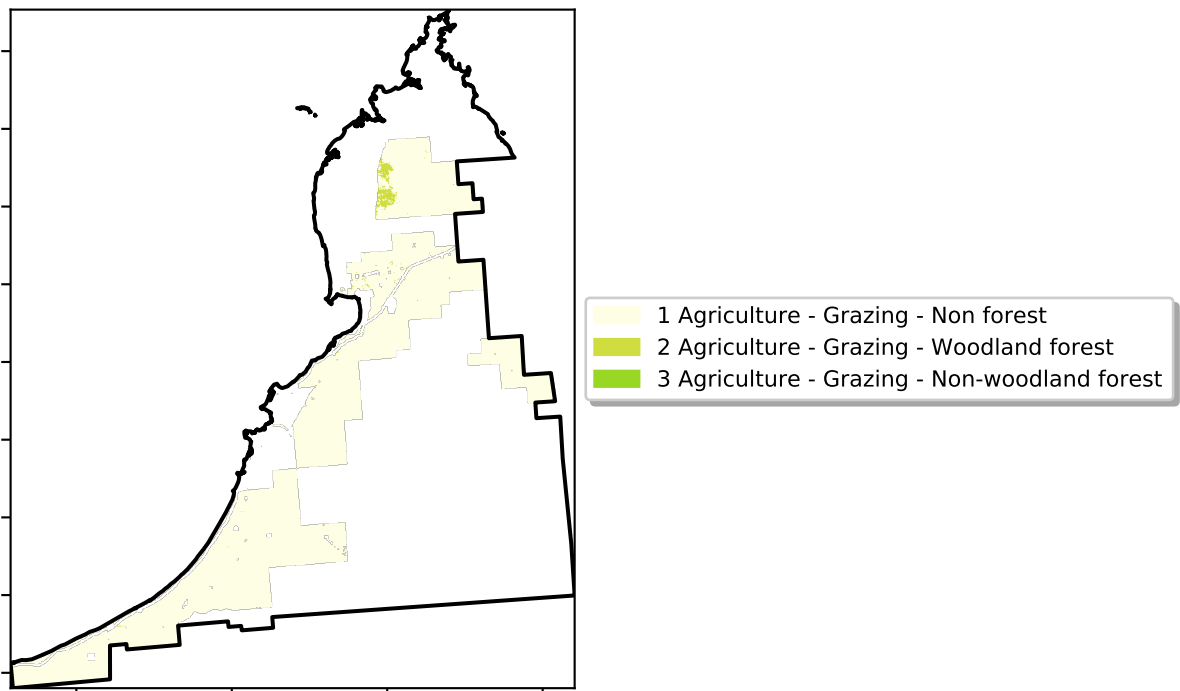 1 Agriculture - Grazing - Non forest
2 Agriculture - Grazing - Woodland forest
3 Agriculture - Grazing - Non-woodland forest